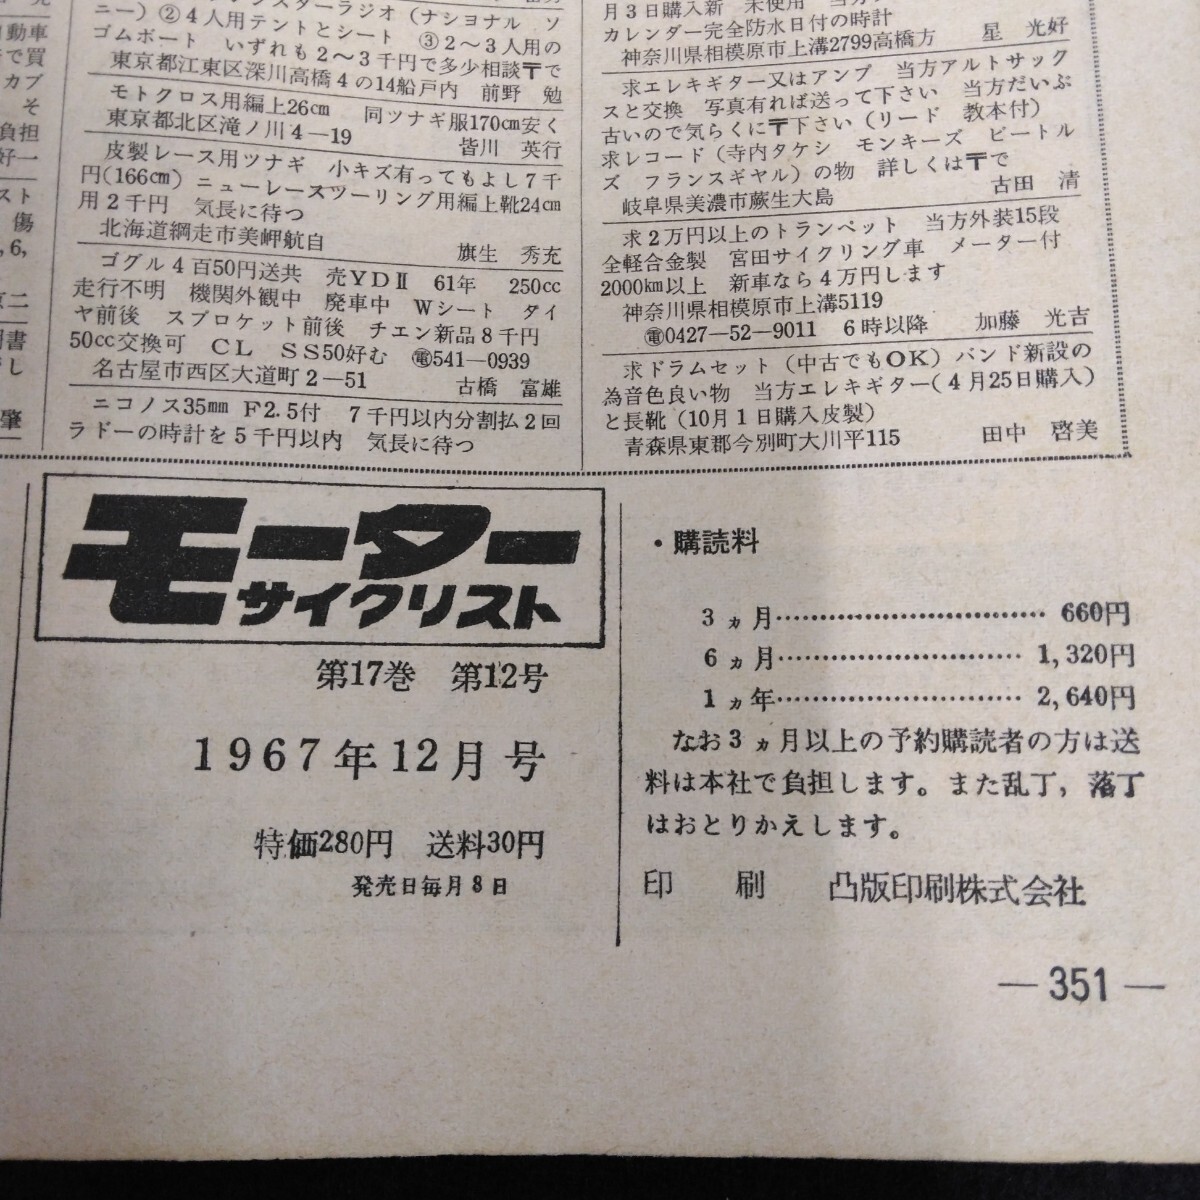 動車
で買
カブ
そ
負担
好一
スト
傷
,6,
京二
書
し
肇
ンスターラジオ（ナショナル ソ
ニー）②4人用テントとシート ③2～3人用の
ゴムボート いずれも2～3千円で多少相談〒で
東京都江東区深川高橋4の14船戸内 前野 勉
モトクロス用編上26cm 同ツナギ服170cm安く
東京都北区滝ノ川4―19 皆川 英行
皮製レース用ツナギ 小キズ有ってもよし7千
円(166cm)ニューレースツーリング用編上靴24cm
用2千円 気長に待つ
北海道網走市美岬航自 旗生 秀充
ゴグル4百50円送共 売YDⅡ 61年 250cc
走行不明 機関外観中 廃車中 Wシート タイ
ヤ前後 スプロケット前後 チエン新品8千円
50cc交換可 CL SS50好む ☎541―0939
名古屋市西区大道町2―51 古橋 富雄
ニコノス35mm F2.5付 7千円以内分割払2回
ラドーの時計を5千円以内 気長に待つ
月3日購入新 未使用 当方
カレンダー完全防水日付の時計
神奈川県相模原市上溝2799高橋方 星 光好
求エレキギター又はアンプ 当方アルトサック
スと交換 写真有れば送って下さい 当方だいぶ
古いので気らくに〒下さい（リード 教本付）
求レコード（寺内タケシ モンキーズ ビートル
ズ フランスギヤル）の物 詳しくは〒で
岐阜県美濃市蕨生大島 古田 清
求2万円以上のトランペット 当方外装15段
全軽合金製 宮田サイクリング車 メーター付
2000km以上 新車なら4万円します
神奈川県相模原市上溝5119
☎0427―52―9011 6時以降 加藤 光吉
求ドラムセット（中古でもOK）バンド新設の
為音色良い物 当方エレキギター(4月25日購入)
と長靴(10月1日購入皮製)
青森県東郡今別町大川平115 田中 啓美
モーター
サイクリスト
第17巻 第12号
1967年12月号
特価280円 送料30円
発売日毎月8日
・購読料
3ヵ月………………………… 660円
6ヵ月……………………… 1,320円
1ヵ年……………………… 2,640円
なお3ヵ月以上の予約購読者の方は送
料は本社で負担します。また乱丁，落丁
はおとりかえします。
印 刷 凸版印刷株式会社
—351—